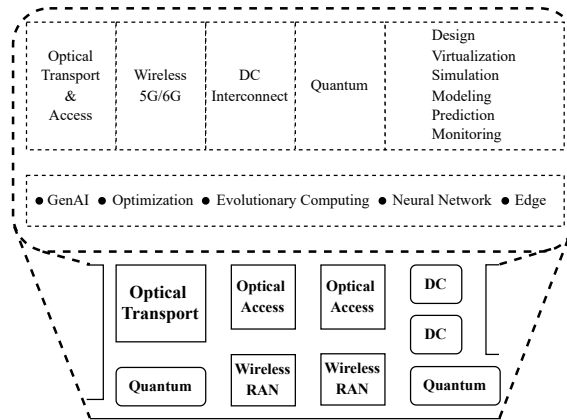 Optical
Transport
&
Access
Wireless
5G/6G
DC
Interconnect
Quantum
Design
Virtualization
Simulation
Modeling
Prediction
Monitoring
● GenAI ● Optimization ● Evolutionary Computing ● Neural Network ● Edge
Optical
Transport
Optical
Access
Optical
Access
DC
DC
Quantum
Wireless
RAN
Wireless
RAN
Quantum